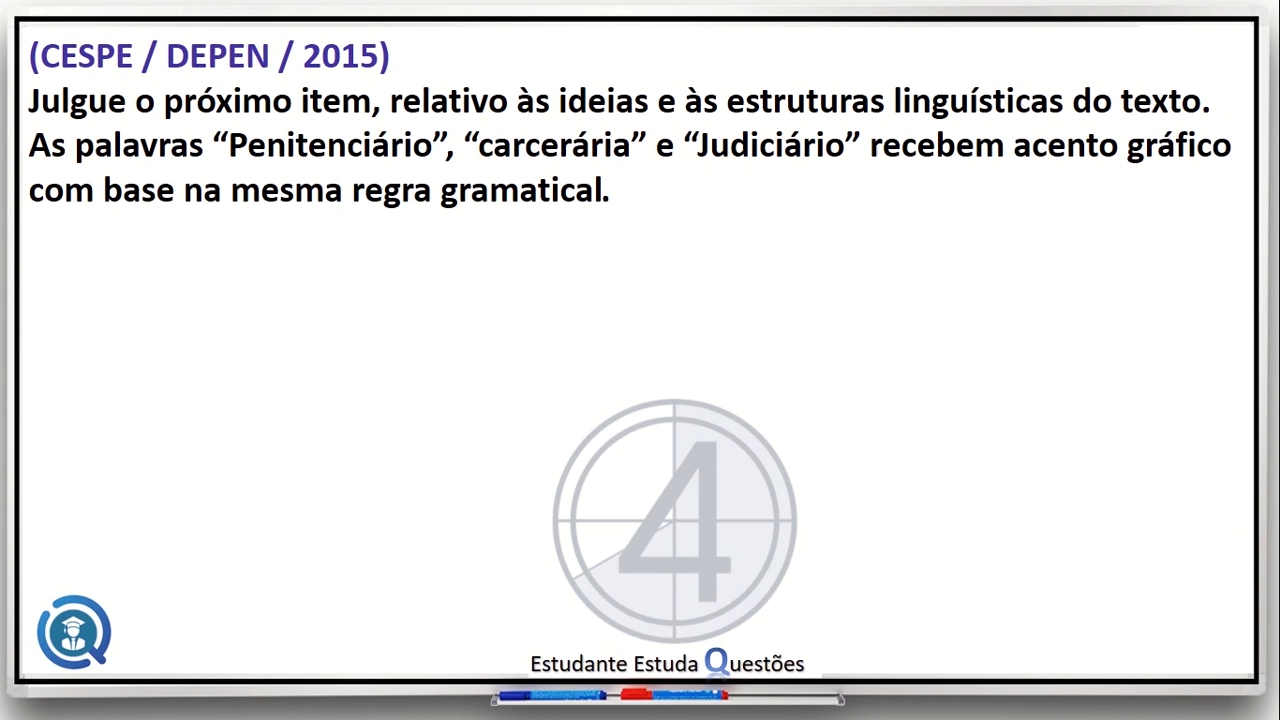 (CESPE / DEPEN / 2015)
Julgue o próximo item, relativo às ideias e às estruturas linguísticas do texto.
As palavras “Penitenciário”, “carcerária” e “Judiciário” recebem acento gráfico
com base na mesma regra gramatical.
4
Estudante Estuda Questões